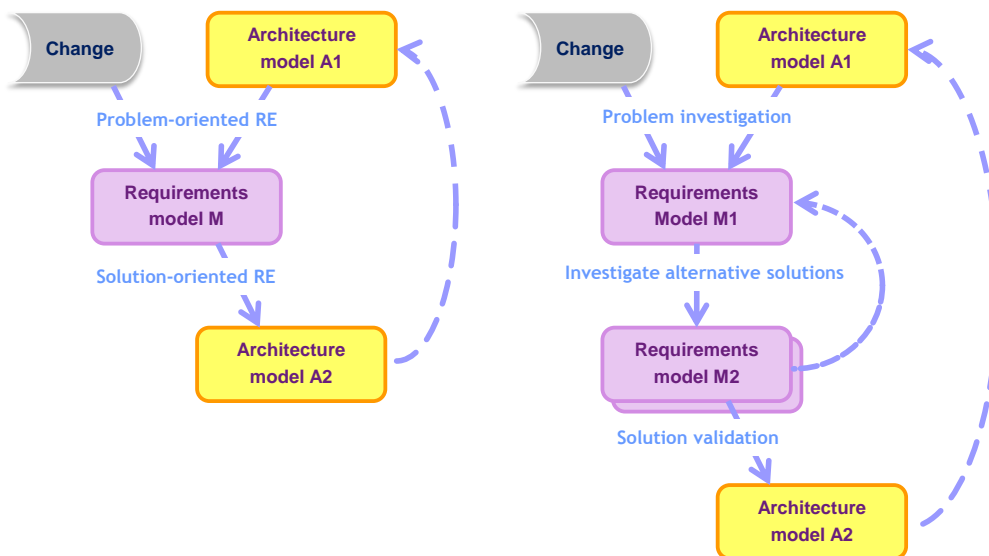 Change
Architecture
model A1
Problem-oriented RE
Requirements
model M
Solution-oriented RE
Architecture
model A2
Change
Architecture
model A1
Problem investigation
Requirements
Model M1
Investigate alternative solutions
Requirements
model M2
Solution validation
Architecture
model A2